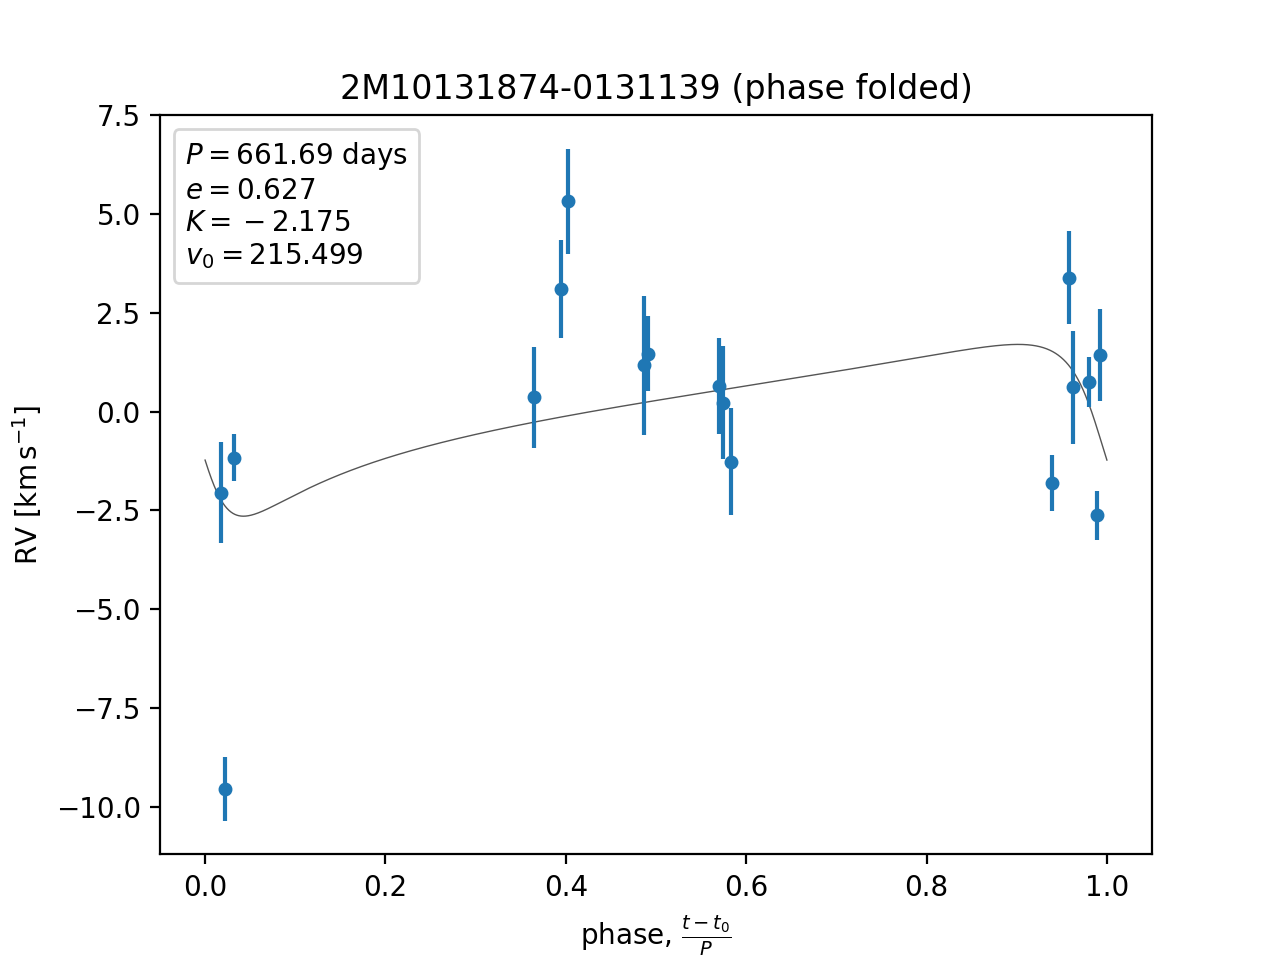 2M10131874-0131139 (phase folded)
P = 661.69 days
e = 0.627
K = −2.175
v₀ = 215.499
7.5
5.0
2.5
0.0
−2.5
−5.0
−7.5
−10.0
RV [km s⁻¹]
0.0 0.2 0.4 0.6 0.8 1.0
phase, (t − t₀)/P